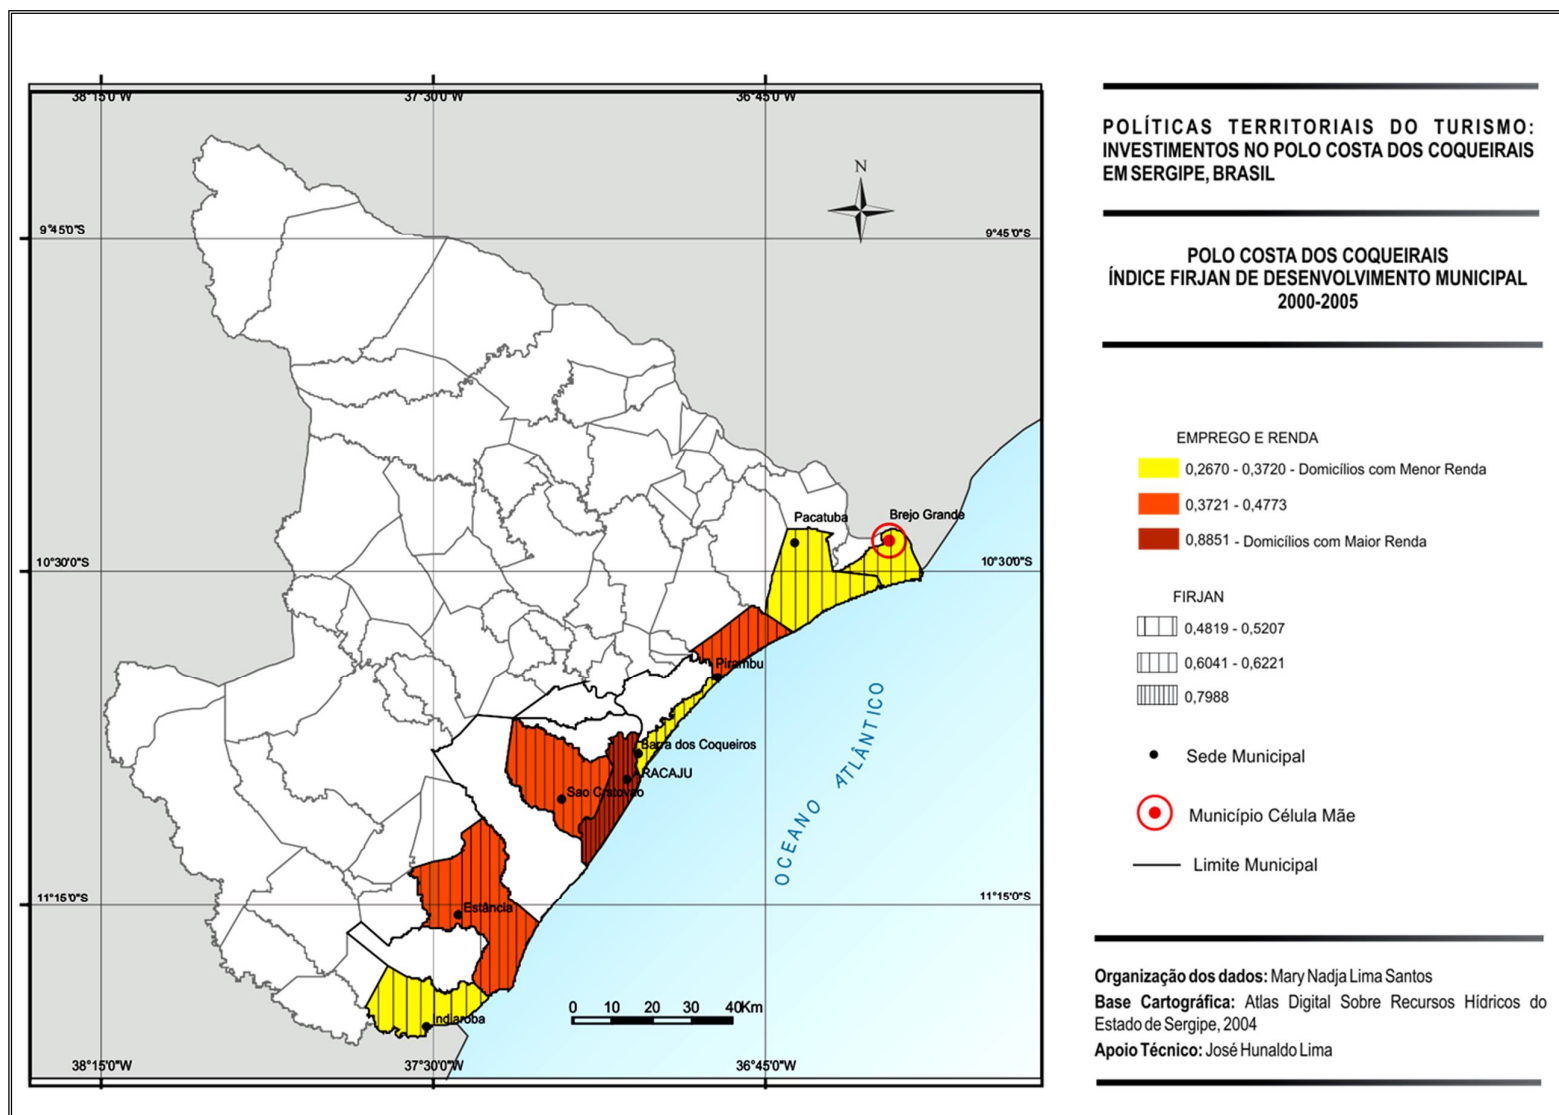 38°15'0"W
37°30'0"W
36°45'0"W
N
9°45'0"S
9°45'0"S
Pacatuba
Brejo Grande
10°30'0"S
10°30'0"S
Pirambu
Barra dos Coqueiros
ARACAJU
Sao Cristovao
OCEANO ATLÂNTICO
11°15'0"S
11°15'0"S
Estância
Indiaroba
0 10 20 30 40Km
38°15'0"W
37°30'0"W
36°45'0"W
POLÍTICAS TERRITORIAIS DO TURISMO:
INVESTIMENTOS NO POLO COSTA DOS COQUEIRAIS
EM SERGIPE, BRASIL
POLO COSTA DOS COQUEIRAIS
ÍNDICE FIRJAN DE DESENVOLVIMENTO MUNICIPAL
2000-2005
EMPREGO E RENDA
0,2670 - 0,3720 - Domicílios com Menor Renda
0,3721 - 0,4773
0,8851 - Domicílios com Maior Renda
FIRJAN
0,4819 - 0,5207
0,6041 - 0,6221
0,7988
Sede Municipal
Município Célula Mãe
Limite Municipal
Organização dos dados: Mary Nadja Lima Santos
Base Cartográfica: Atlas Digital Sobre Recursos Hídricos do
Estado de Sergipe, 2004
Apoio Técnico: José Hunaldo Lima